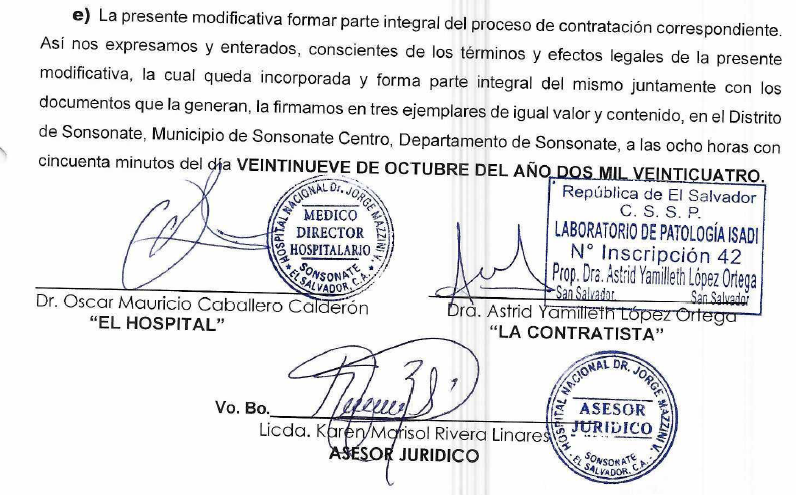 e) La presente modificativa formar parte integral del proceso de contratación correspondiente.
Así nos expresamos y enterados, conscientes de los términos y efectos legales de la presente
modificativa, la cual queda incorporada y forma parte integral del mismo juntamente con los
documentos que la generan, la firmamos en tres ejemplares de igual valor y contenido, en el Distrito
de Sonsonate, Municipio de Sonsonate Centro, Departamento de Sonsonate, a las ocho horas con
cincuenta minutos del día VEINTINUEVE DE OCTUBRE DEL AÑO DOS MIL VEINTICUATRO.
HOSPITAL NACIONAL Dr. JORGE MAZZINI V.
MEDICO
DIRECTOR
HOSPITALARIO
SONSONATE
EL SALVADOR, C.A.
República de El Salvador
C. S. S. P.
LABORATORIO DE PATOLOGÍA ISADI
N° Inscripción 42
Prop. Dra. Astrid Yamilleth López Ortega
San Salvador. San Salvador
Dr. Oscar Mauricio Caballero Calderón
"EL HOSPITAL"
Dra. Astrid Yamilleth López Ortega
"LA CONTRATISTA"
Vo. Bo.
Licda. Karen Marisol Rivera Linares
ASESOR JURIDICO
HOSPITAL NACIONAL DR. JORGE MAZZINI V.
ASESOR
JURIDICO
SONSONATE
EL SALVADOR, C.A.